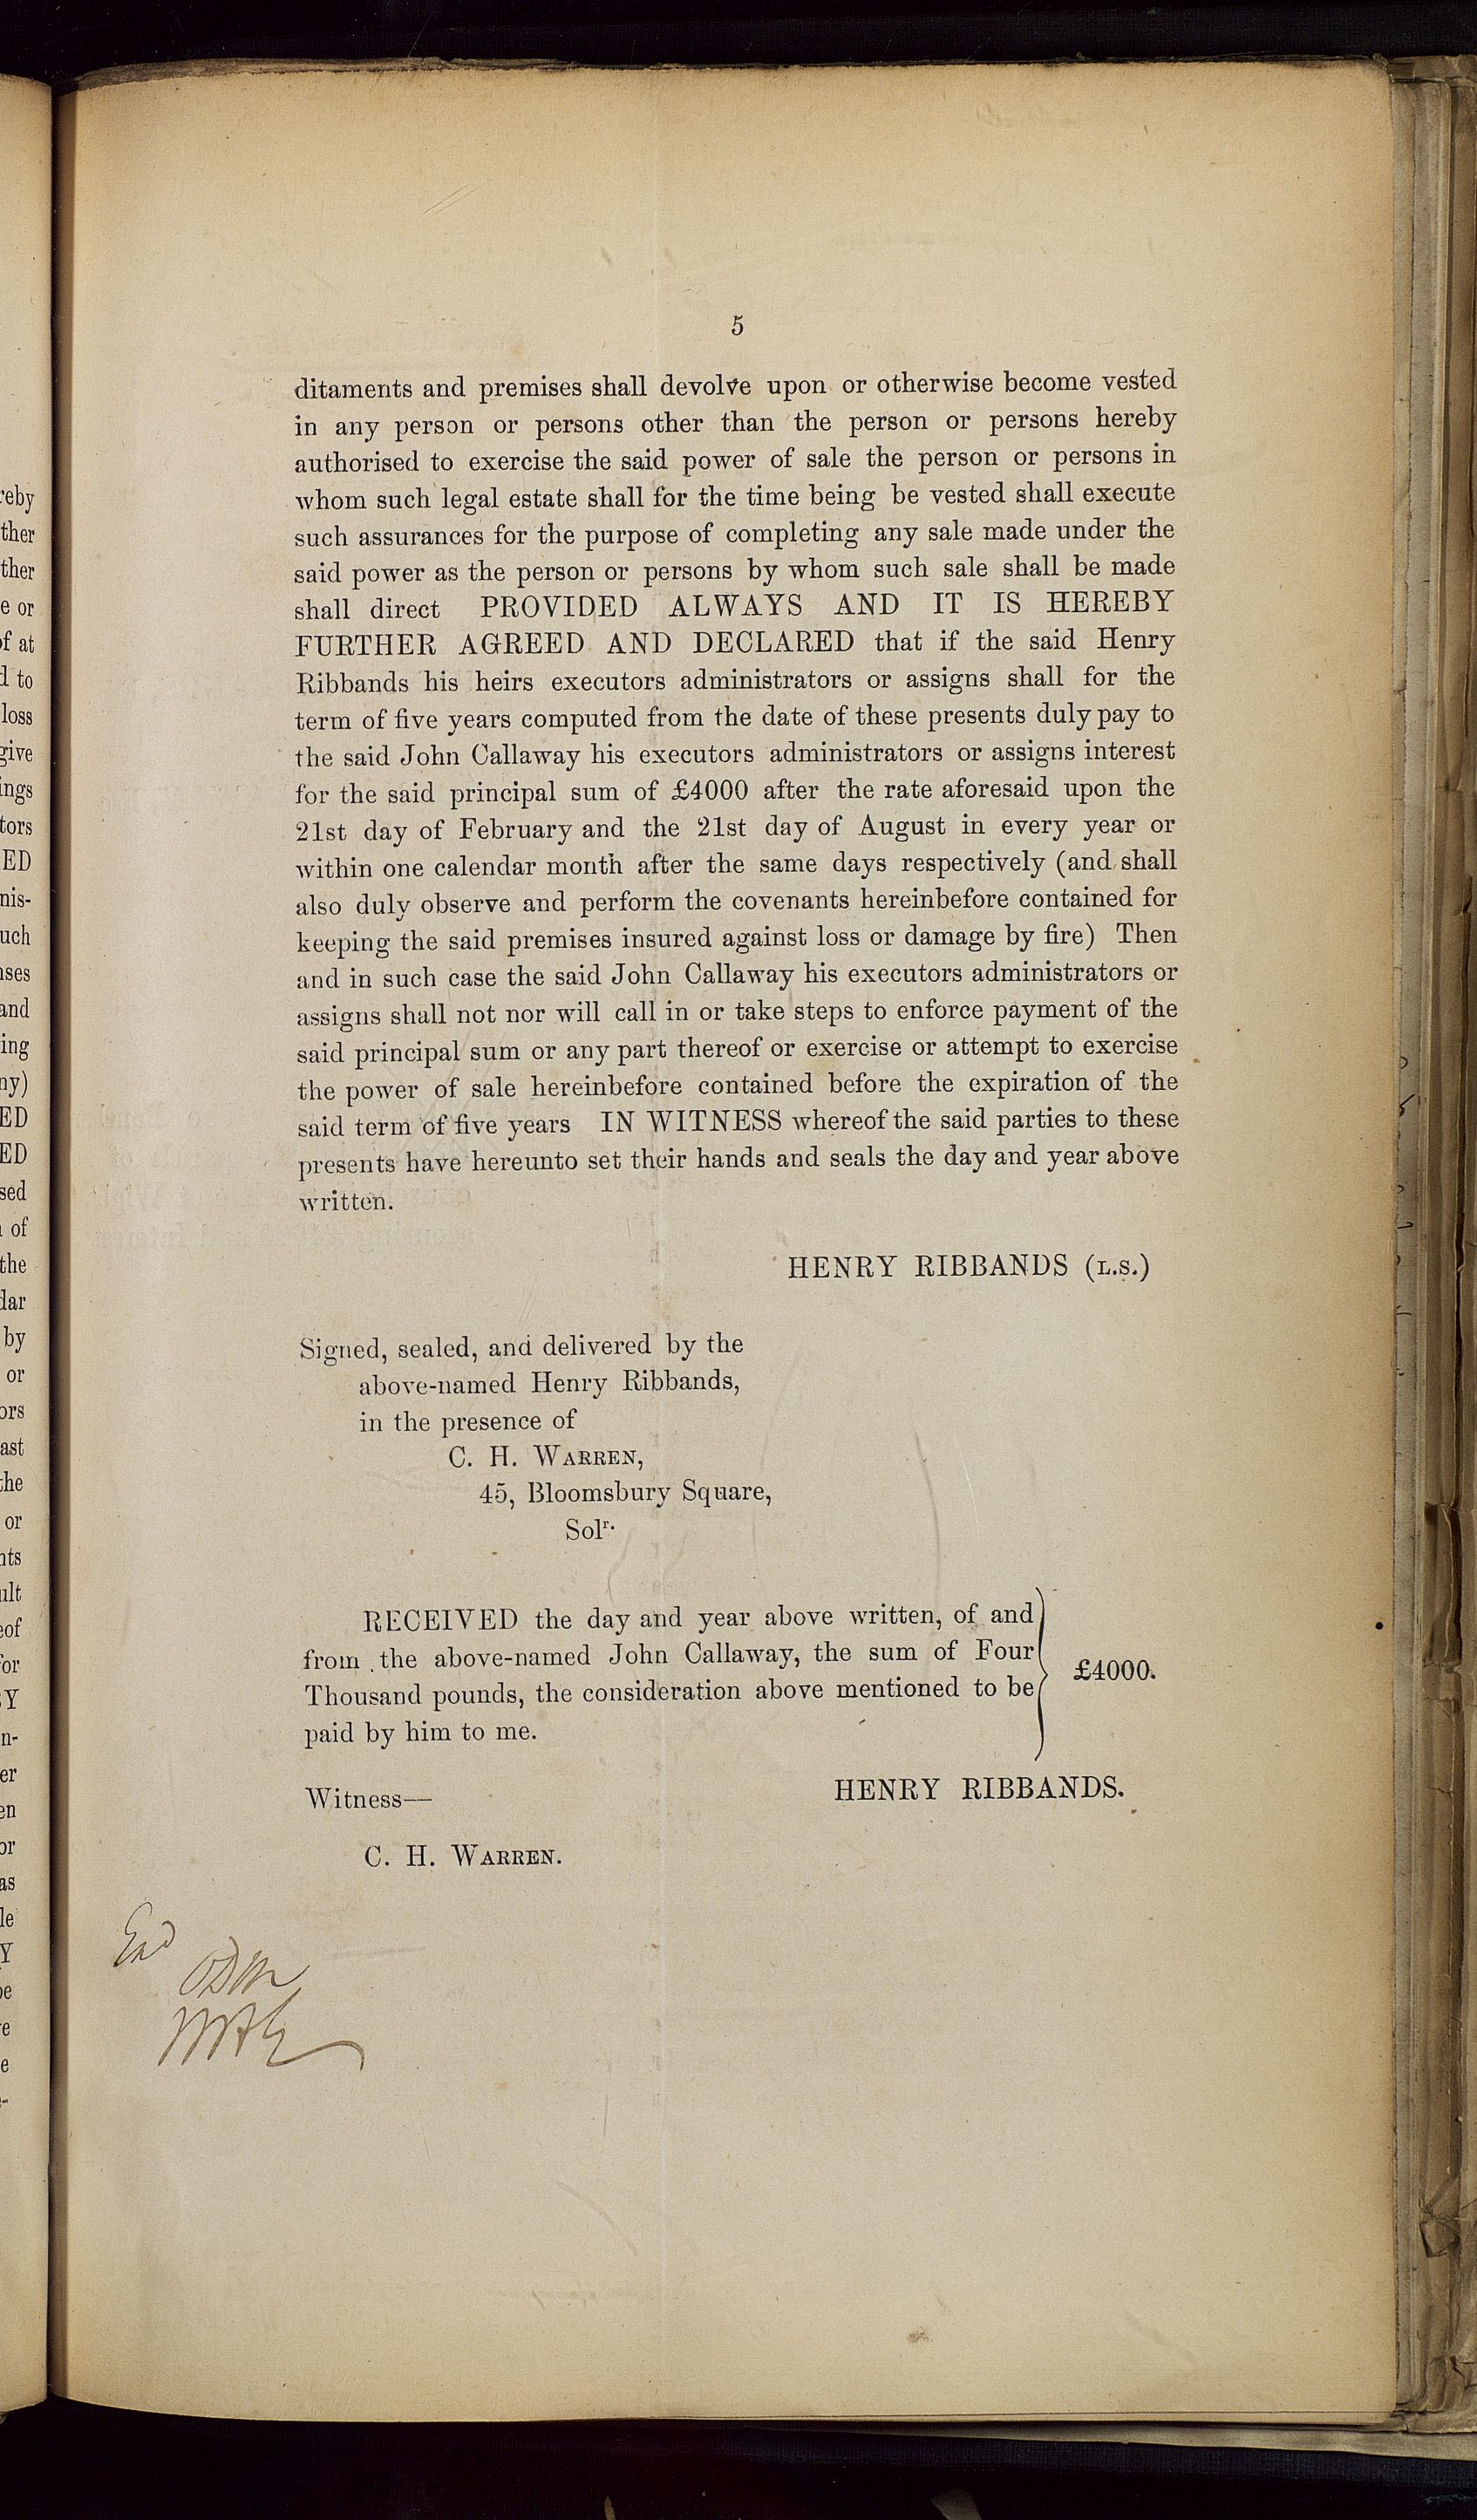 5
ditaments and premises shall devolve upon or otherwise become vested
in any person or persons other than the person or persons hereby
authorised to exercise the said power of sale the person or persons in
whom such legal estate shall for the time being be vested shall execute
such assurances for the purpose of completing any sale made under the
said power as the person or persons by whom such sale shall be made
shall direct PROVIDED ALWAYS AND IT IS HEREBY
FURTHER AGREED AND DECLARED that if the said Henry
Ribbands his heirs executors administrators or assigns shall for the
term of five years computed from the date of these presents duly pay to
the said John Callaway his executors administrators or assigns interest
for the said principal sum of £4000 after the rate aforesaid upon the
21st day of February and the 21st day of August in every year or
within one calendar month after the same days respectively (and shall
also duly observe and perform the covenants hereinbefore contained for
keeping the said premises insured against loss or damage by fire) Then
and in such case the said John Callaway his executors administrators or
assigns shall not nor will call in or take steps to enforce payment of the
said principal sum or any part thereof or exercise or attempt to exercise
the power of sale hereinbefore contained before the expiration of the
said term of five years IN WITNESS whereof the said parties to these
presents have hereunto set their hands and seals the day and year above
written.
HENRY RIBBANDS (L.S.)
Signed, sealed, and delivered by the
above-named Henry Ribbands,
in the presence of
C. H. WARREN,
45, Bloomsbury Square,
Solr.
RECEIVED the day and year above written, of and
from the above-named John Callaway, the sum of Four
Thousand pounds, the consideration above mentioned to be
paid by him to me.
£4000.
HENRY RIBBANDS.
Witness—
C. H. WARREN.